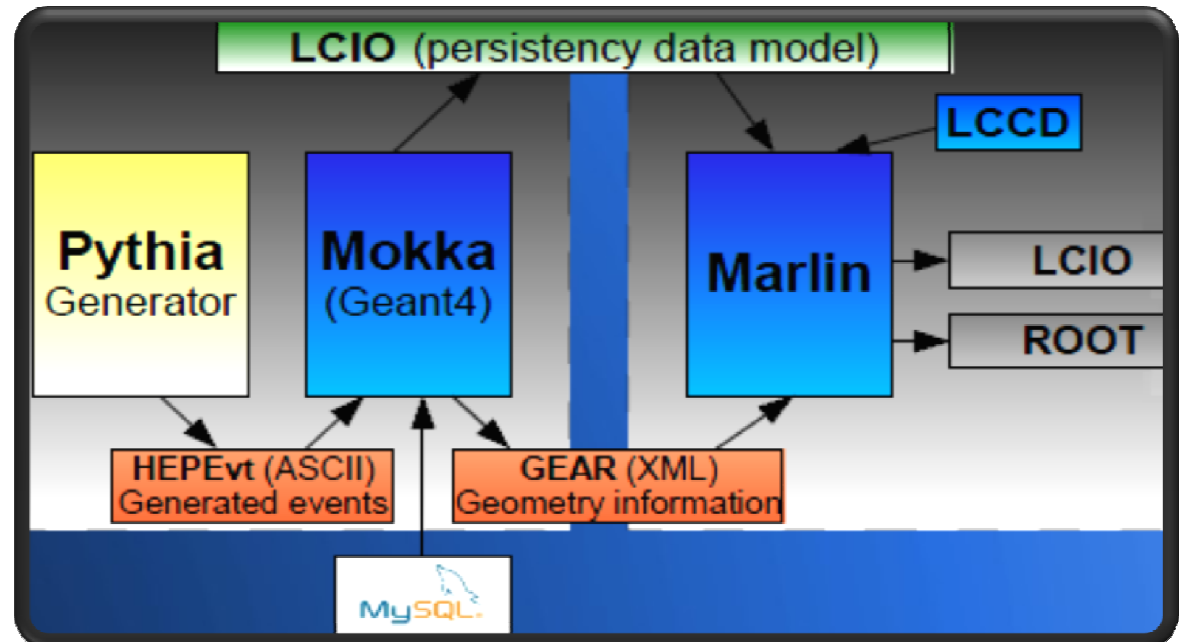 LCIO (persistency data model)
LCCD
Pythia
Generator
Mokka
(Geant4)
Marlin
LCIO
ROOT
HEPEvt (ASCII)
Generated events
GEAR (XML)
Geometry information
MySQL